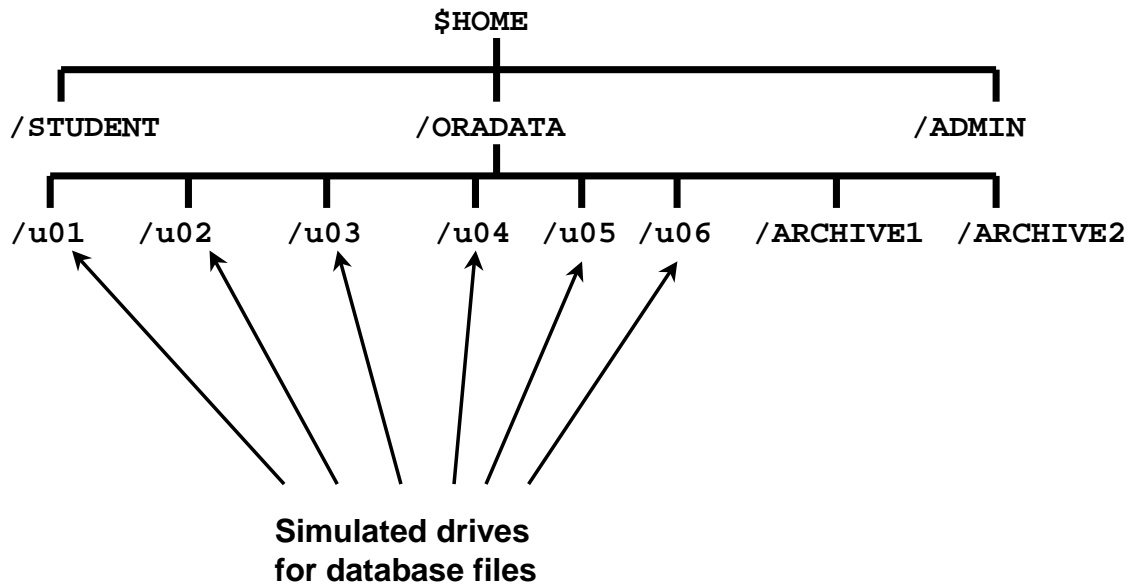 $HOME
/STUDENT /ORADATA /ADMIN
/u01 /u02 /u03 /u04 /u05 /u06 /ARCHIVE1 /ARCHIVE2
Simulated drives
for database files